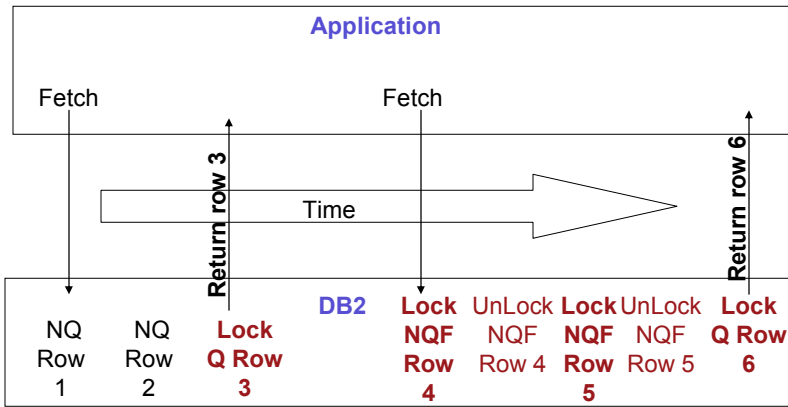 Application
Fetch
Fetch
Return row 3
Time
Return row 6
DB2
NQ
Row
1
NQ
Row
2
Lock
Q Row
3
Lock
NQF
Row
4
UnLock
NQF
Row 4
Lock
NQF
Row
5
UnLock
NQF
Row 5
Lock
Q Row
6